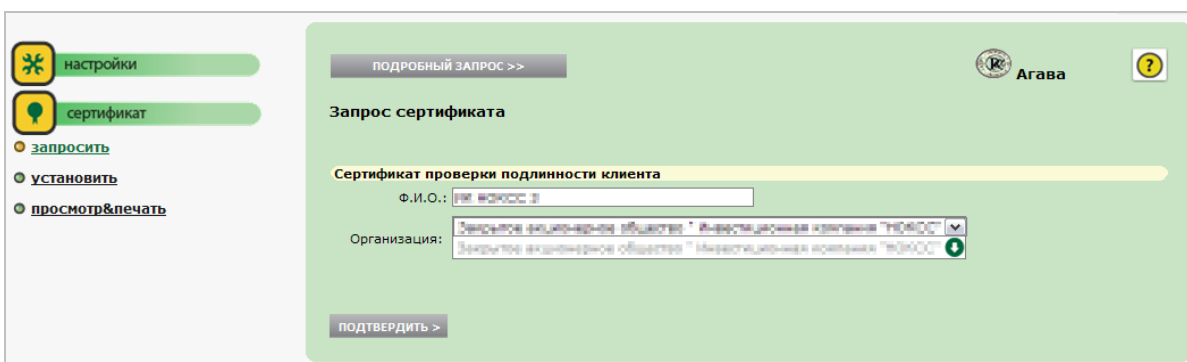 настройки
сертификат
запросить
установить
просмотр&печать
ПОДРОБНЫЙ ЗАПРОС >>
Агава
?
Запрос сертификата
Сертификат проверки подлинности клиента
Ф.И.О.:
Организация:
ПОДТВЕРДИТЬ >